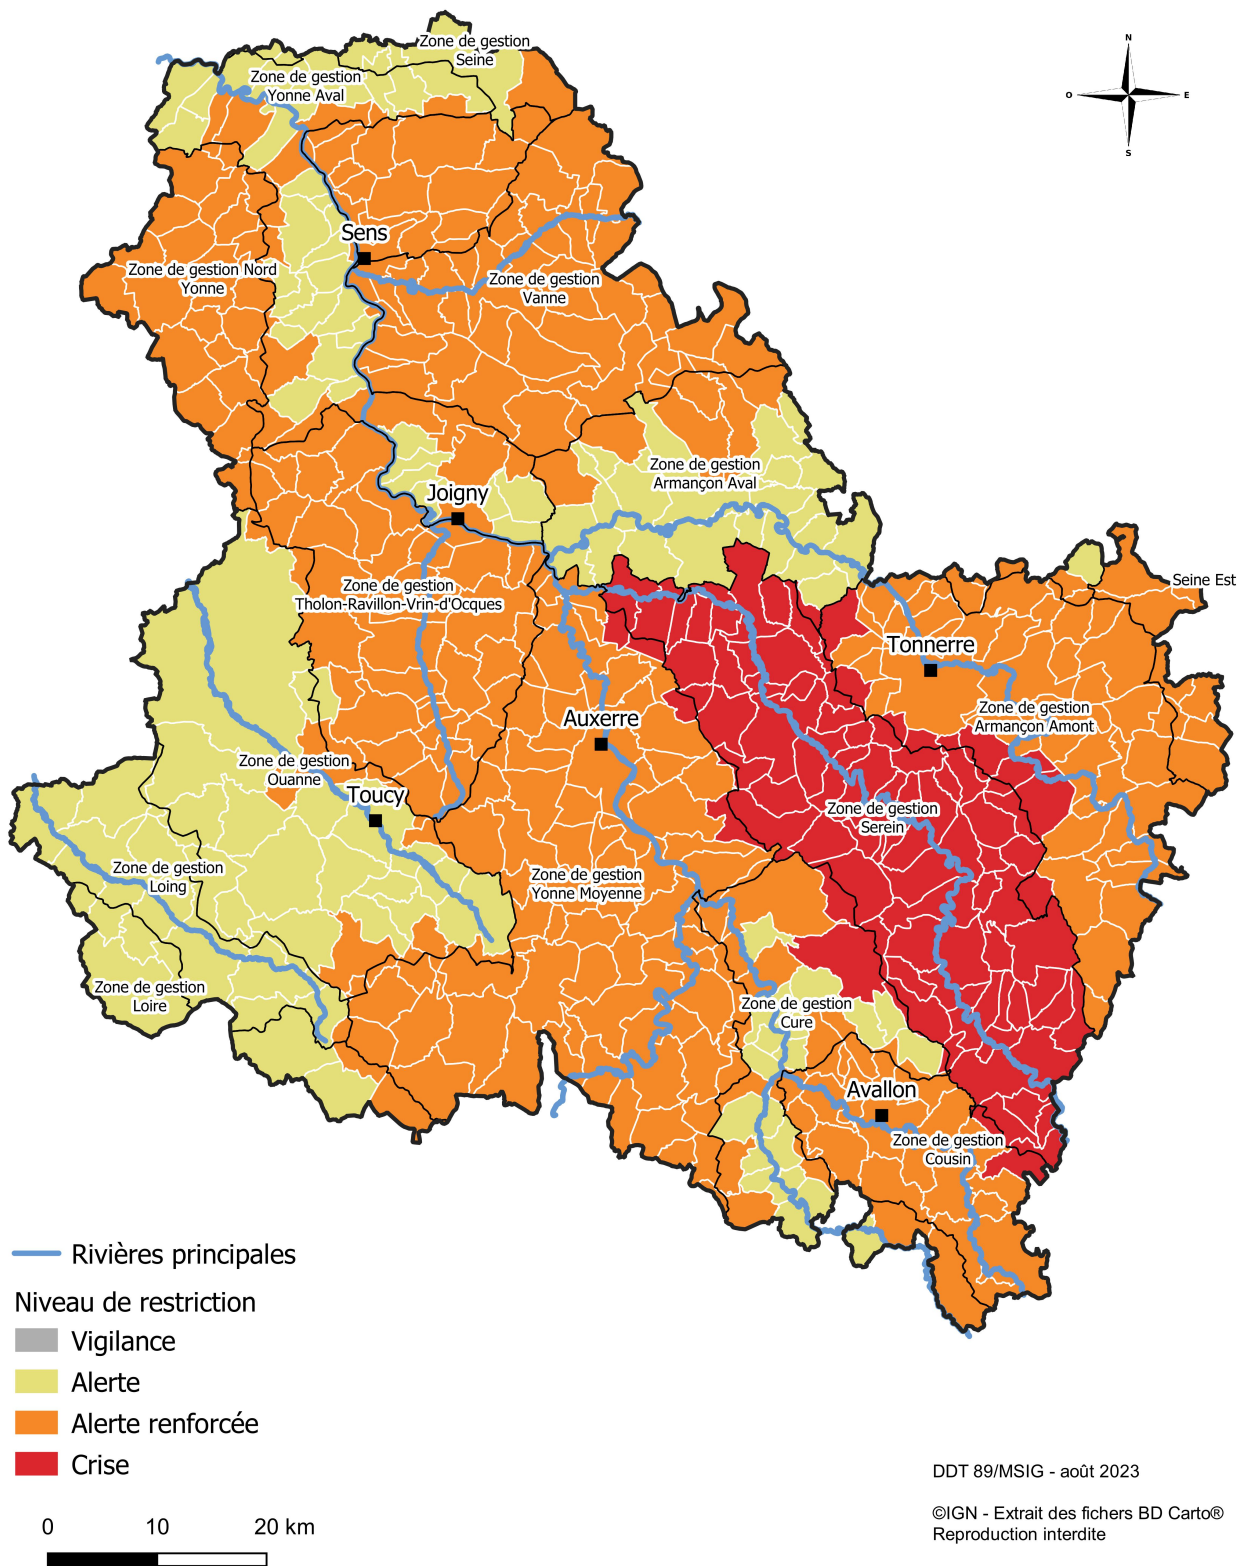 N
O
E
S
Zone de gestion
Seine
Zone de gestion
Yonne Aval
Sens
Zone de gestion Nord
Yonne
Zone de gestion
Vanne
Zone de gestion
Armançon Aval
Joigny
Zone de gestion
Tholon-Ravillon-Vrin-d'Ocques
Seine Est
Tonnerre
Zone de gestion
Armançon Amont
Auxerre
Zone de gestion
Ouanne
Toucy
Zone de gestion
Serein
Zone de gestion
Loing
Zone de gestion
Yonne Moyenne
Zone de gestion
Loire
Zone de gestion
Cure
Avallon
Zone de gestion
Cousin
Rivières principales
Niveau de restriction
Vigilance
Alerte
Alerte renforcée
Crise
0 10 20 km
DDT 89/MSIG - août 2023
©IGN - Extrait des fichiers BD Carto®
Reproduction interdite